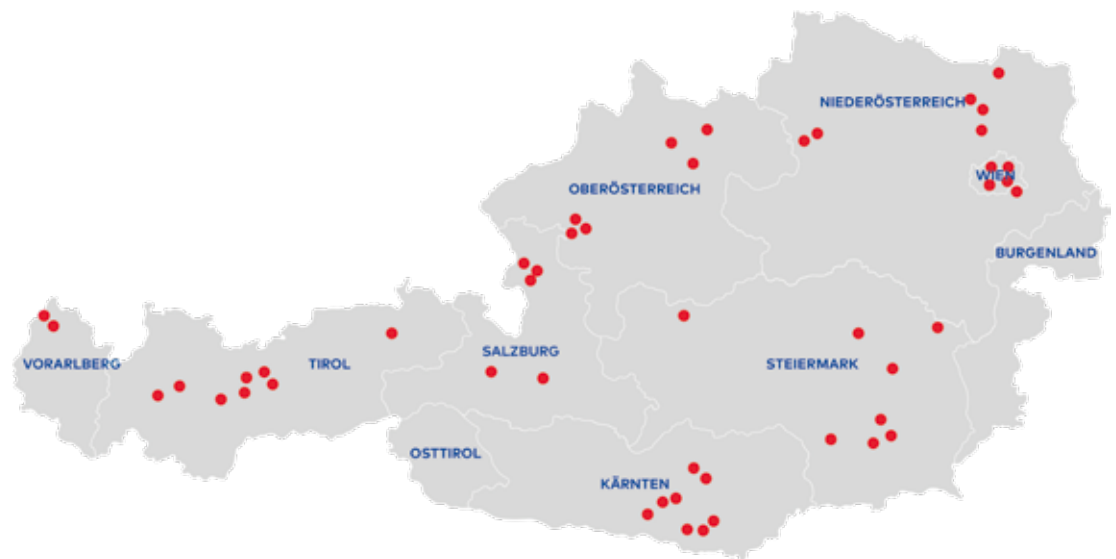 NIEDERÖSTERREICH
WIEN
OBERÖSTERREICH
BURGENLAND
SALZBURG
VORARLBERG
TIROL
STEIERMARK
OSTTIROL
KÄRNTEN